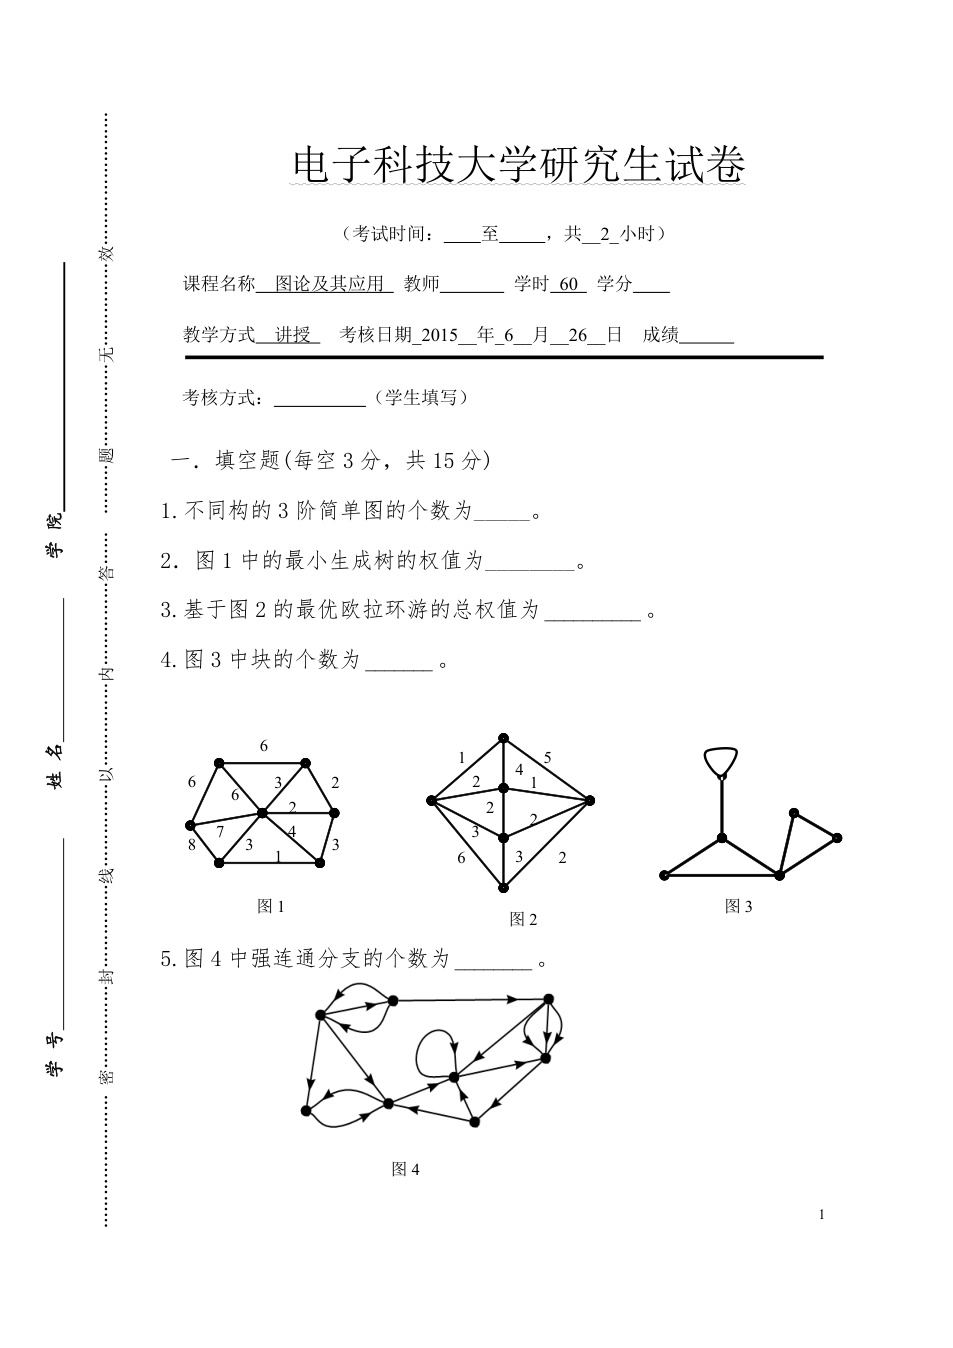 电子科技大学研究生试卷
（考试时间：____至_____，共__2_小时）
课程名称__图论及其应用_ 教师_______ 学时_60_ 学分____
教学方式__讲授_ 考核日期_2015__年_6__月__26__日 成绩______
考核方式：__________（学生填写）
一．填空题(每空3分，共15分)
1.不同构的3阶简单图的个数为_____。
2．图1中的最小生成树的权值为________。
3.基于图2的最优欧拉环游的总权值为_________。
4.图3中块的个数为______。
6
6
6
3
2
2
7
8
3
4
3
1
图1
1
5
4
2
1
2
3
2
6
3
2
图2
图3
5.图4中强连通分支的个数为_______。
图4
1
学 号
姓 名
学 院
密 封 线 以 内 答 题 无 效